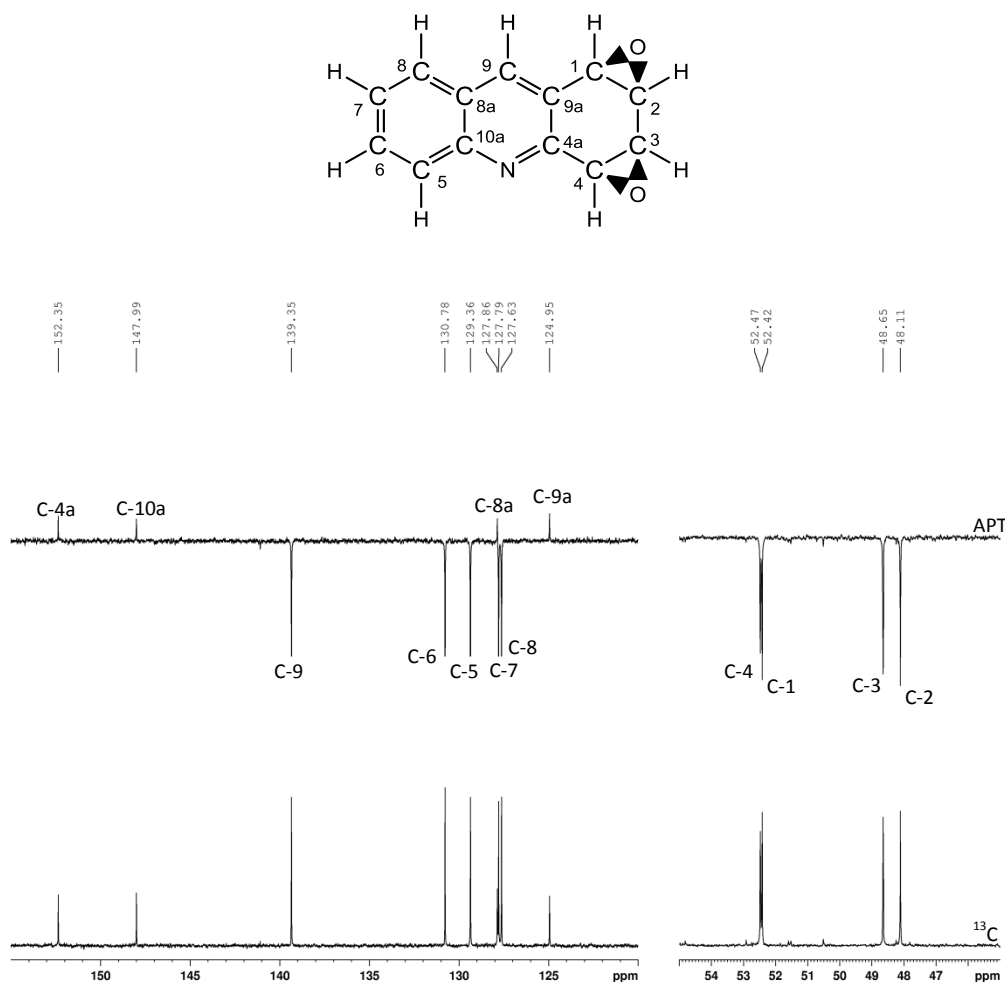 H H H O
8 9 1
H C C C H
7 C C C C 2
8a 9a
10a 4a 3
C C C C
H 6 C N C H
5 4 O
H H
152.35
147.99
139.35
130.78
129.36
127.86
127.79
127.63
124.95
52.47
52.42
48.65
48.11
C-4a C-10a C-8a C-9a
APT
C-9 C-6 C-5 C-7 C-8 C-4 C-1 C-3 C-2
13C
150 145 140 135 130 125 ppm 54 53 52 51 50 49 48 47 ppm